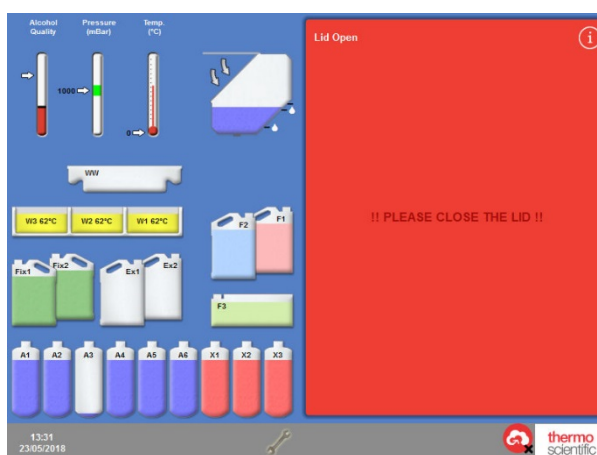 Alcohol
Quality
Pressure
(mBar)
Temp.
(°C)
1000
0
WW
W3 62°C
W2 62°C
W1 62°C
F2
F1
Fix1
Fix2
Ex1
Ex2
F3
A1
A2
A3
A4
A5
A6
X1
X2
X3
Lid Open
i
!! PLEASE CLOSE THE LID !!
13:31
23/05/2018
thermo
scientific